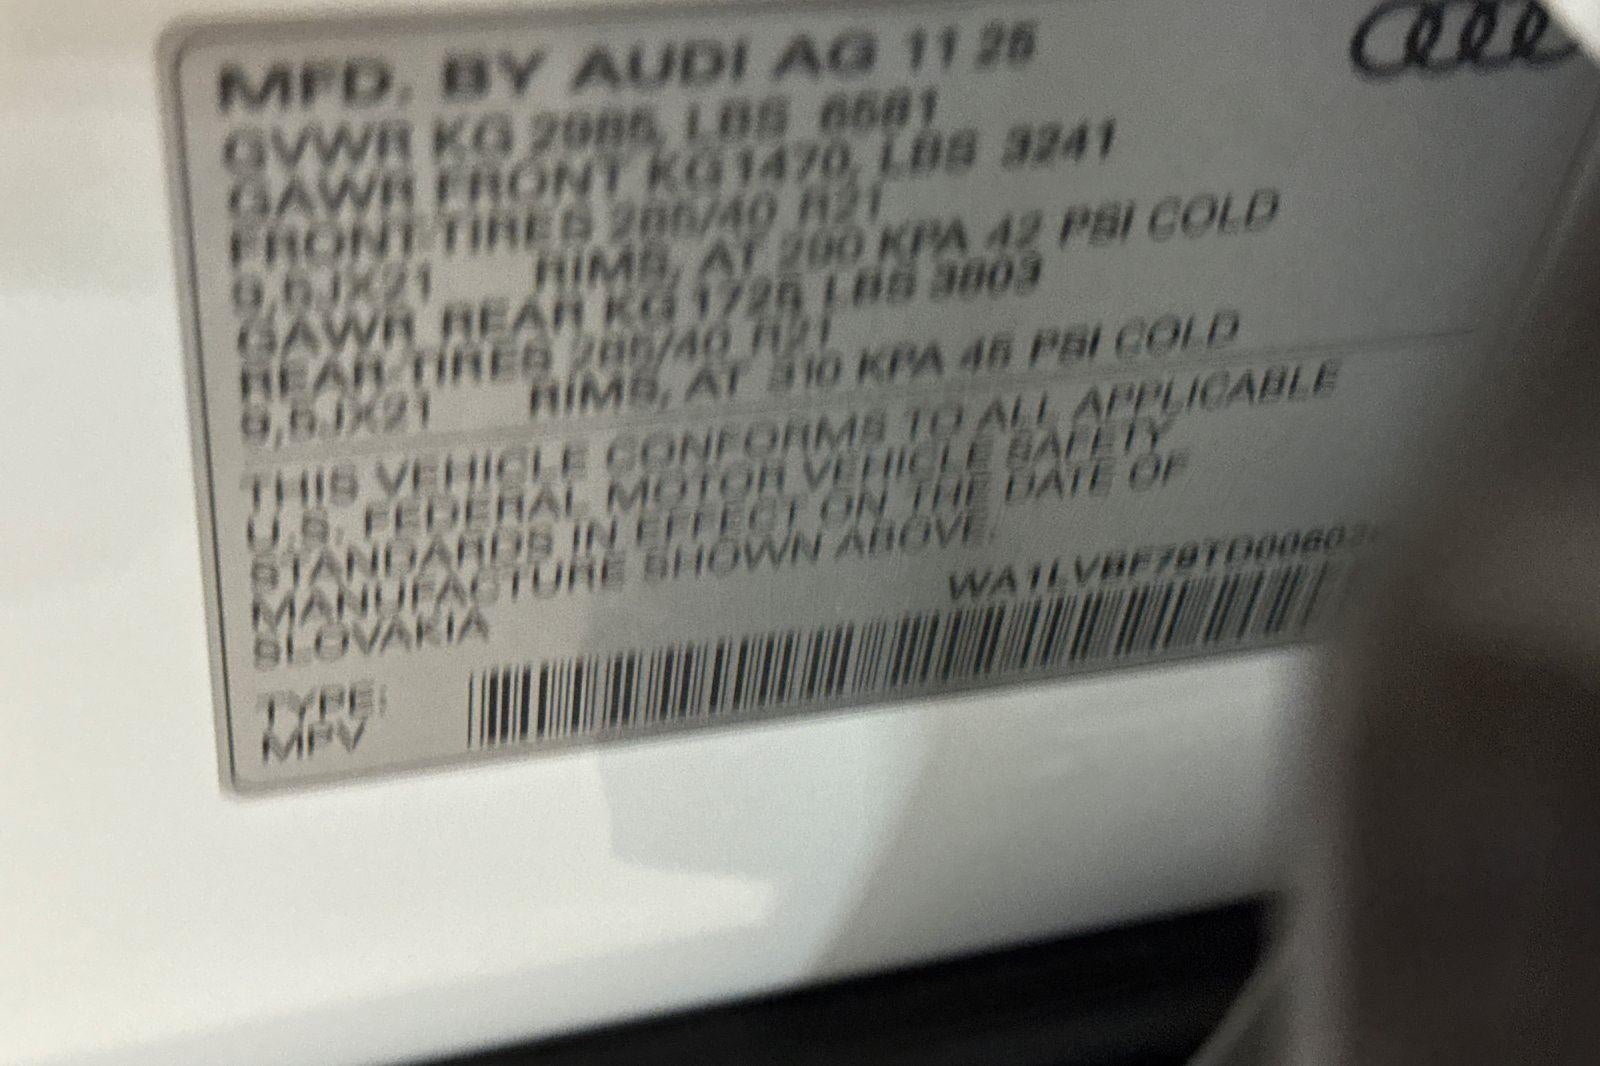 MFD. BY AUDI AG 11 25
GVWR KG 2985, LBS 6581
GAWR FRONT KG 1470, LBS 3241
FRONT TIRES 285/40 R21
9,5JX21 RIMS, AT 290 KPA 42 PSI COLD
GAWR REAR KG 1725 LBS 3803
REAR TIRES 285/40 R21
9,5JX21 RIMS, AT 310 KPA 45 PSI COLD
THIS VEHICLE CONFORMS TO ALL APPLICABLE
U.S. FEDERAL MOTOR VEHICLE SAFETY
STANDARDS IN EFFECT ON THE DATE OF
MANUFACTURE SHOWN ABOVE.
SLOVAKIA
TYPE:
MPV